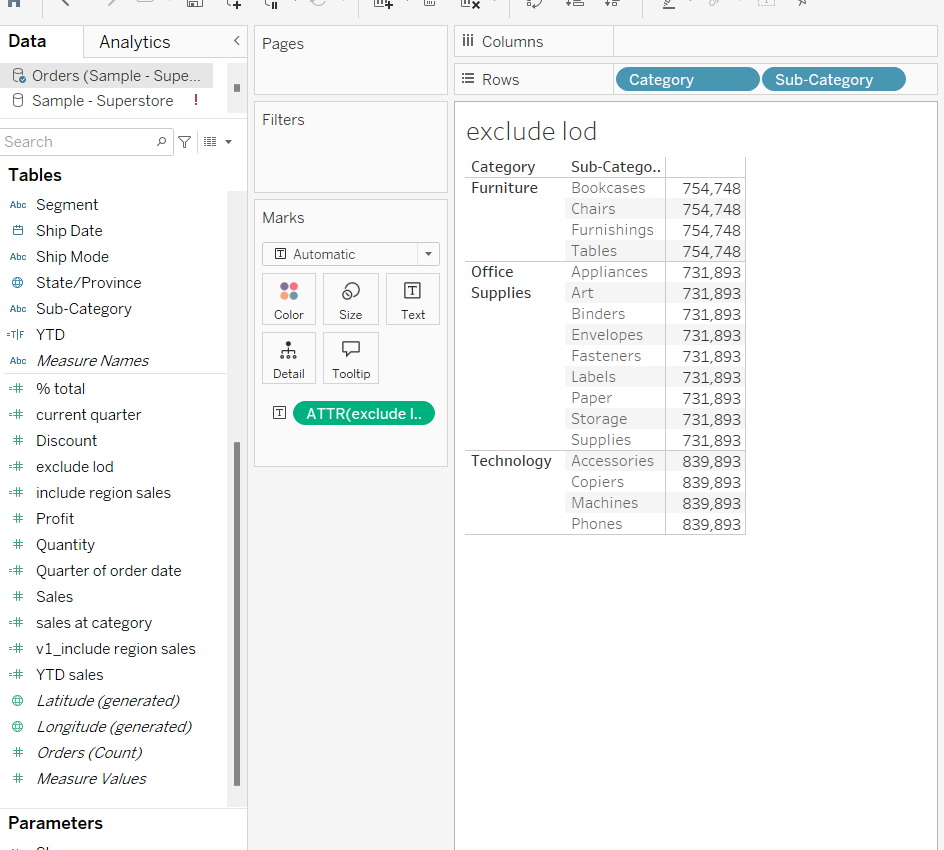 Data
Analytics
Orders (Sample - Supe...
Sample - Superstore !
Search
Tables
Abc Segment
Ship Date
Abc Ship Mode
State/Province
Abc Sub-Category
=T|F YTD
Abc Measure Names
=# % total
=# current quarter
# Discount
=# exclude lod
=# include region sales
# Profit
# Quantity
=# Quarter of order date
# Sales
=# sales at category
=# v1_include region sales
=# YTD sales
Latitude (generated)
Longitude (generated)
# Orders (Count)
# Measure Values
Parameters
Pages
Filters
Marks
T Automatic
Color
Size
T Text
Detail
Tooltip
T ATTR(exclude l..
Columns
Rows Category Sub-Category
exclude lod
Category Sub-Catego..
Furniture Bookcases 754,748
Chairs 754,748
Furnishings 754,748
Tables 754,748
Office Appliances 731,893
Supplies Art 731,893
Binders 731,893
Envelopes 731,893
Fasteners 731,893
Labels 731,893
Paper 731,893
Storage 731,893
Supplies 731,893
Technology Accessories 839,893
Copiers 839,893
Machines 839,893
Phones 839,893